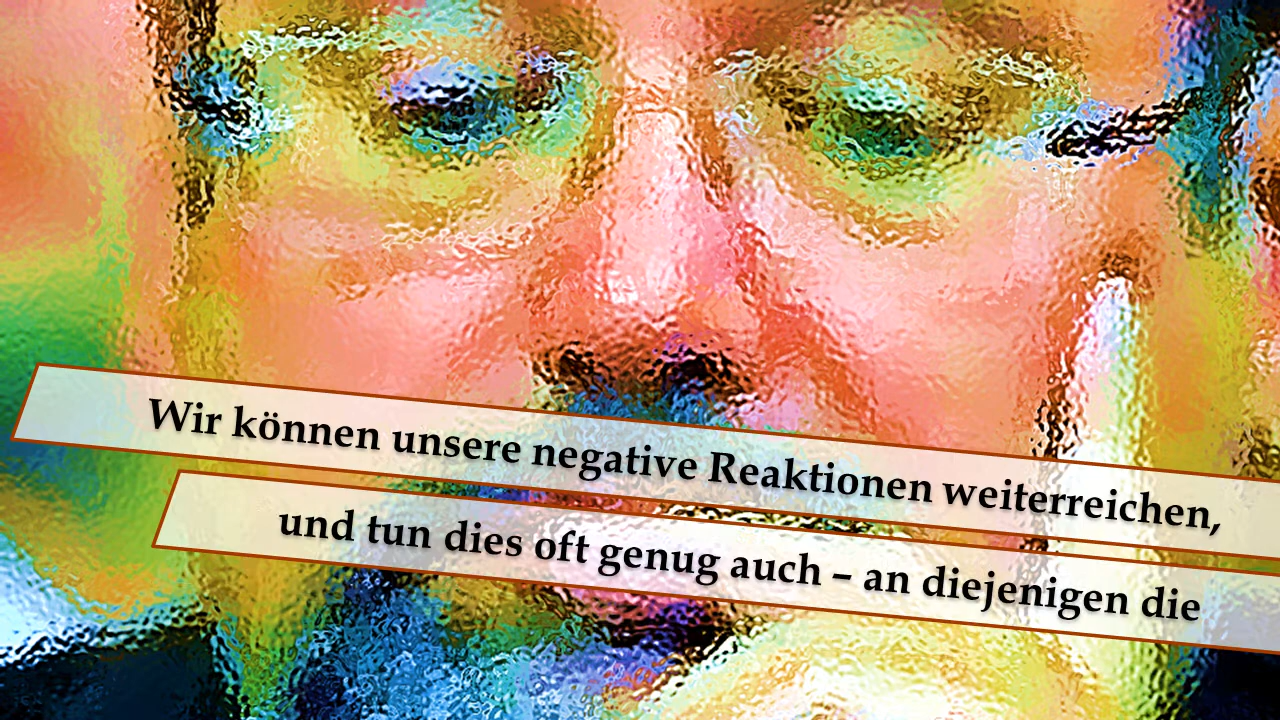 Wir können unsere negative Reaktionen weiterreichen,
und tun dies oft genug auch – an diejenigen die